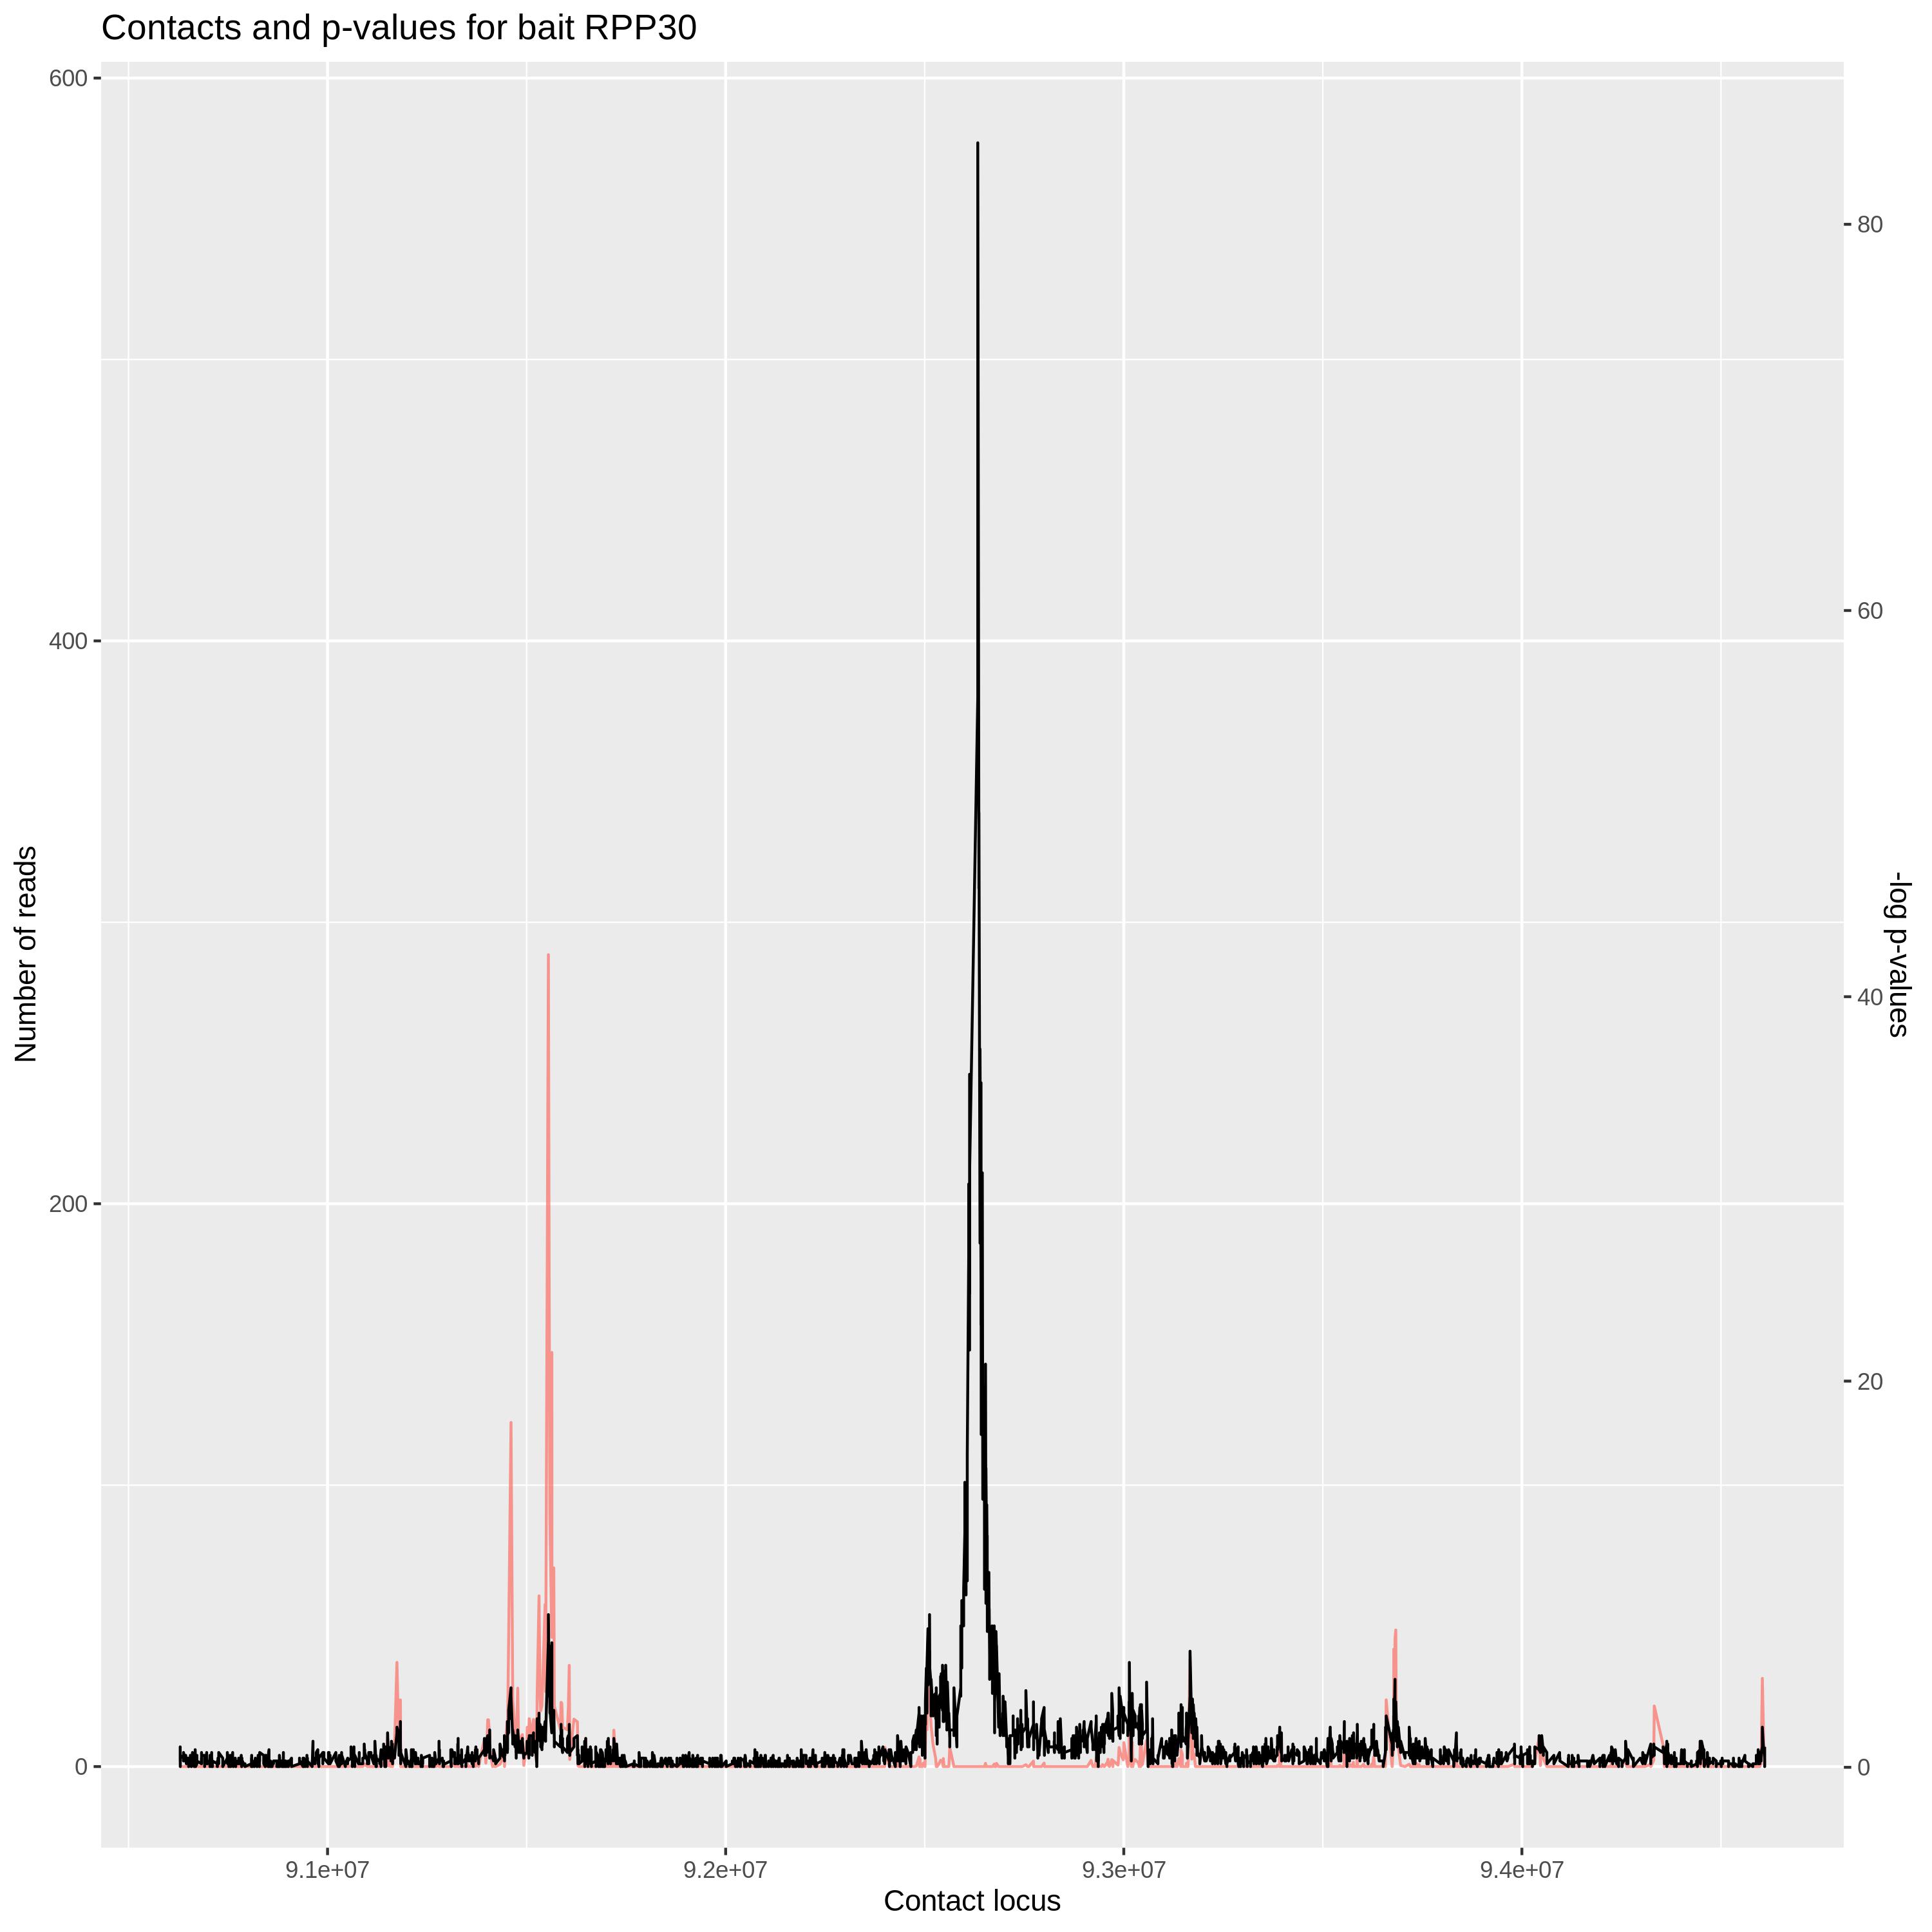 Contacts and p-values for bait RPP30
600
400
200
0
Number of reads
80
60
40
20
0
-log p-values
9.1e+07
9.2e+07
9.3e+07
9.4e+07
Contact locus